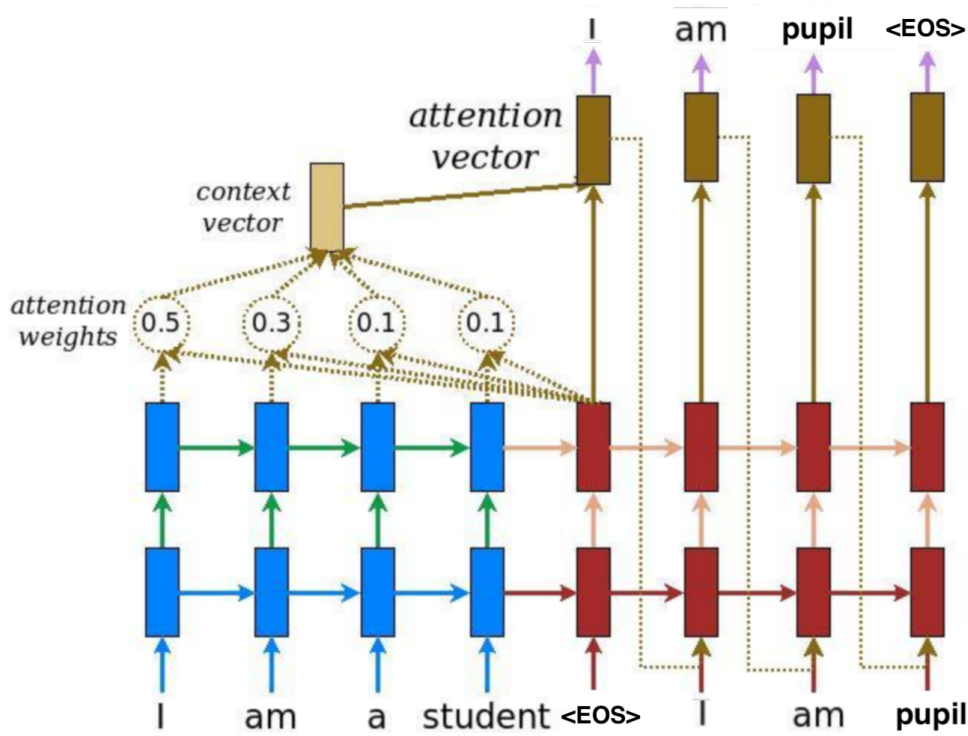 I am pupil <EOS>
attention
vector
context
vector
attention
weights
0.5 0.3 0.1 0.1
I am a student <EOS> I am pupil